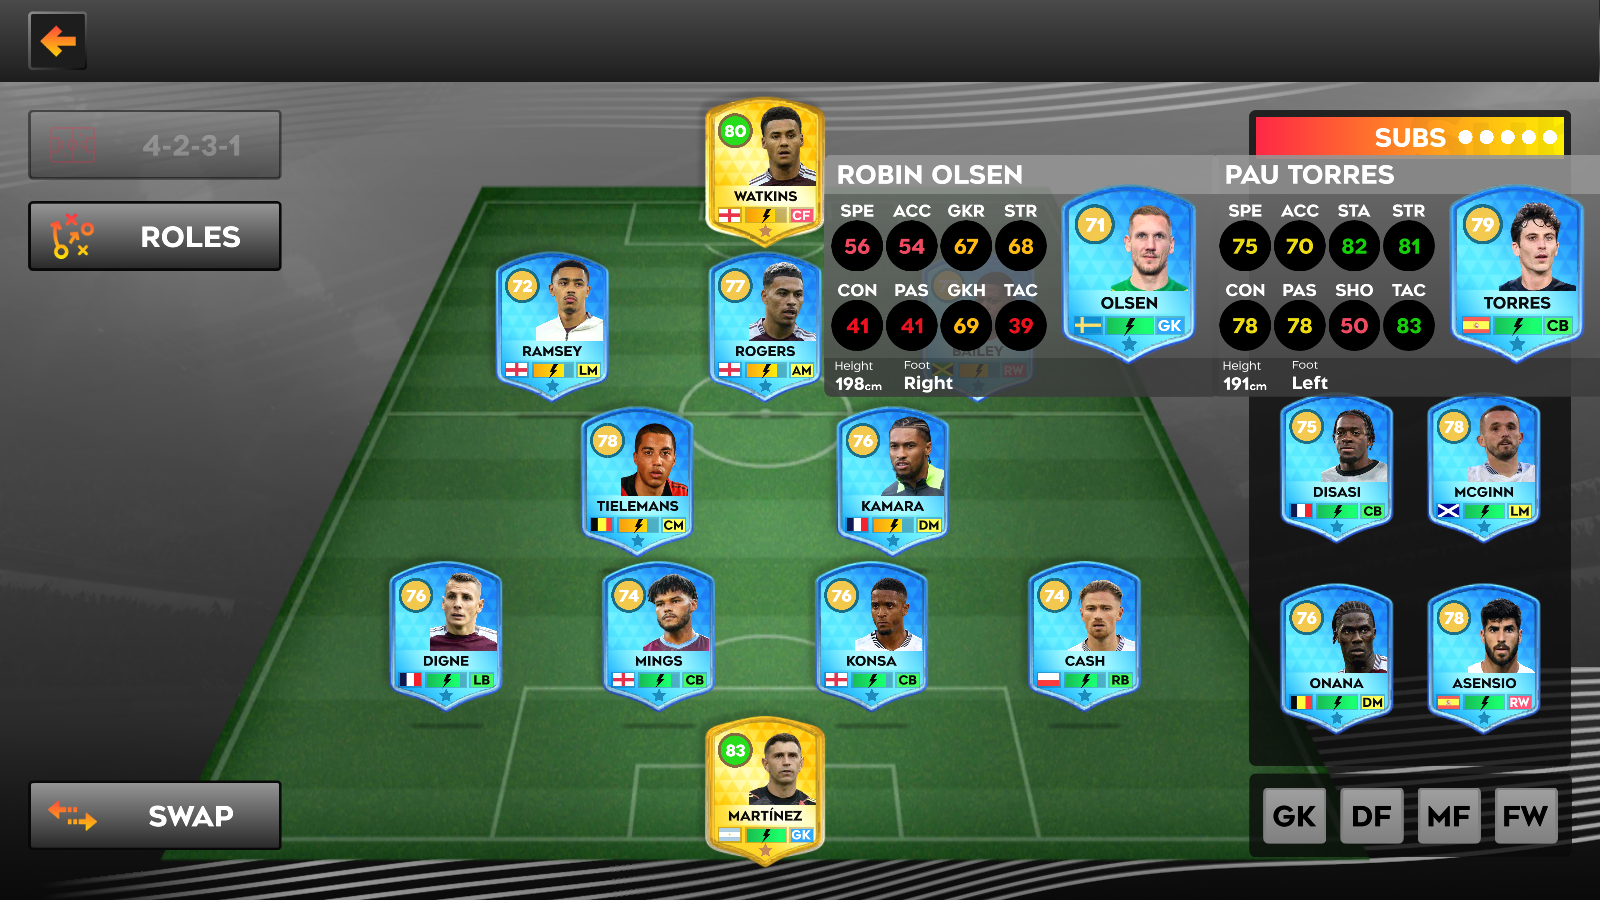 4-2-3-1
ROLES
SWAP
SUBS
80
WATKINS
CF
ROBIN OLSEN
SPE ACC GKR STR
56 54 67 68
CON PAS GKH TAC
41 41 69 39
Height Foot
198cm Right
71
OLSEN
GK
PAU TORRES
SPE ACC STA STR
75 70 82 81
CON PAS SHO TAC
78 78 50 83
Height Foot
191cm Left
79
TORRES
CB
72
RAMSEY
LM
77
ROGERS
AM
BAILEY
RW
78
TIELEMANS
CM
76
KAMARA
DM
75
DISASI
CB
78
MCGINN
LM
76
DIGNE
LB
74
MINGS
CB
76
KONSA
CB
74
CASH
RB
76
ONANA
DM
78
ASENSIO
RW
83
MARTÍNEZ
GK
GK DF MF FW